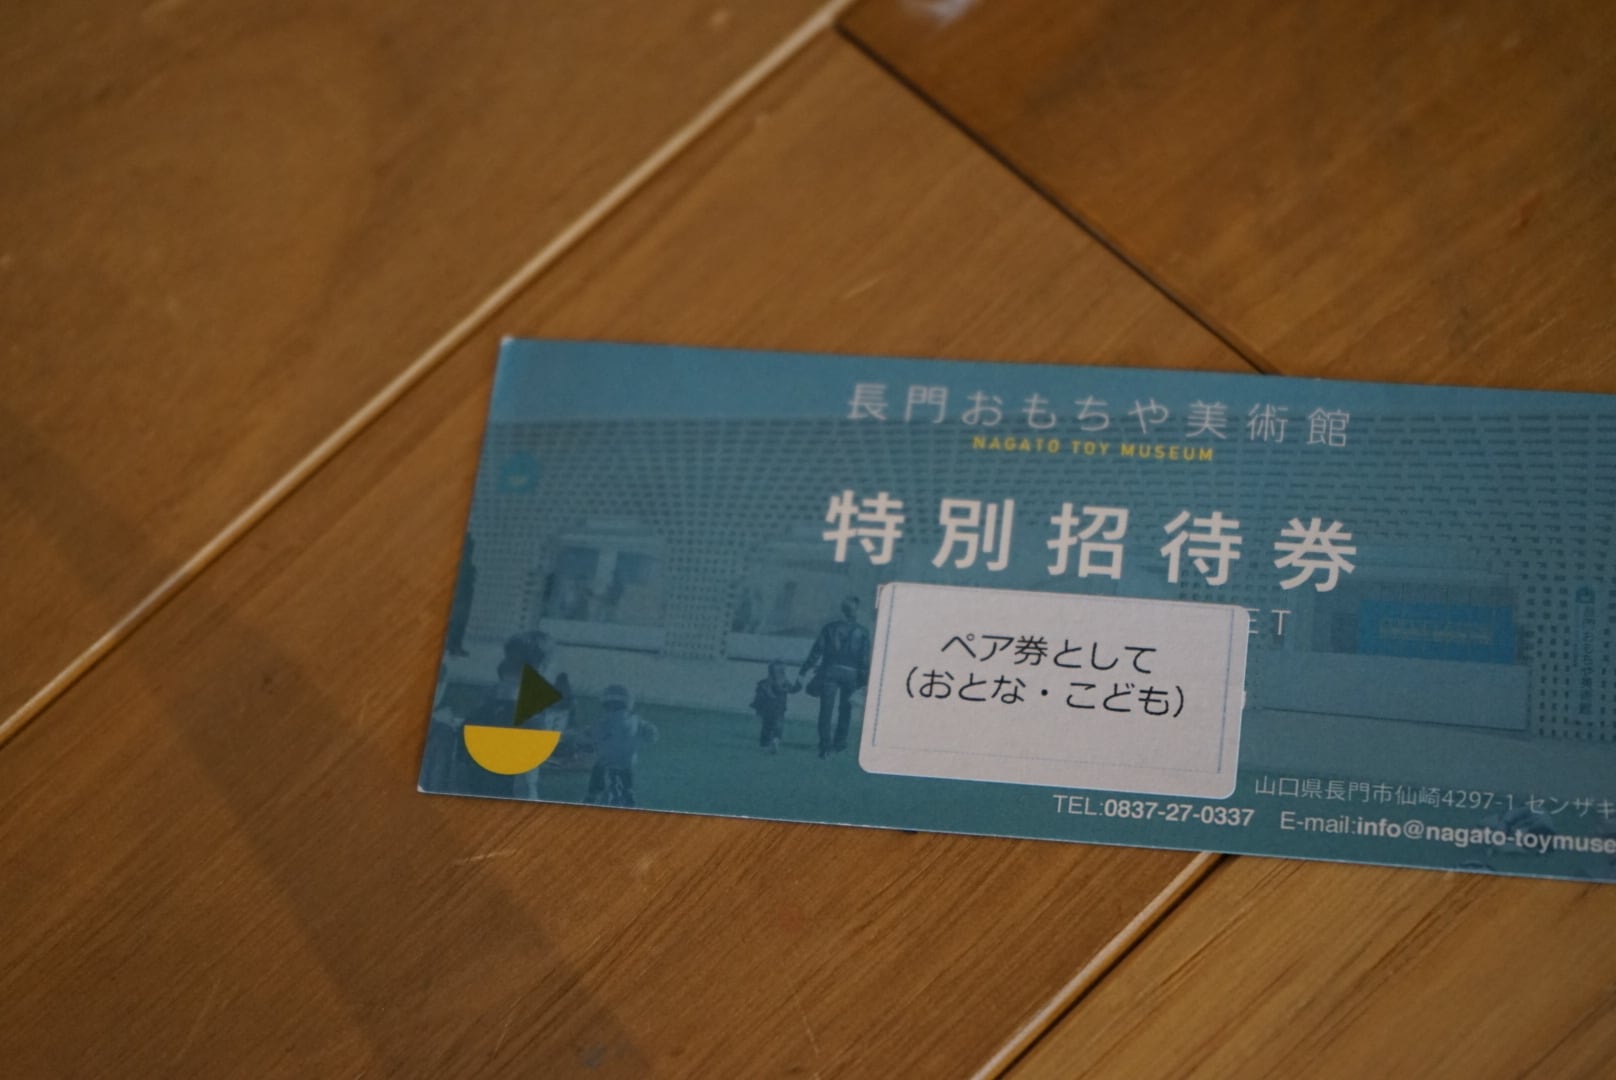 長門おもちゃ美術館
NAGATO TOY MUSEUM
特別招待券
ET
ペア券として
(おとな・こども)
山口県長門市仙崎4297-1 センザキ
TEL:0837-27-0337 E-mail:info@nagato-toymuse